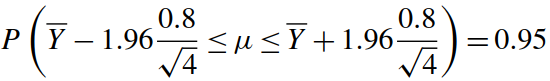 P ( Y̅ − 1.96 0.8/√4 ≤ μ ≤ Y̅ + 1.96 0.8/√4 ) = 0.95